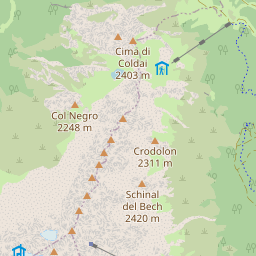 Cima di
Coldai
2403 m
Col Negro
2248 m
Crodolon
2311 m
Schinal
del Bech
2420 m